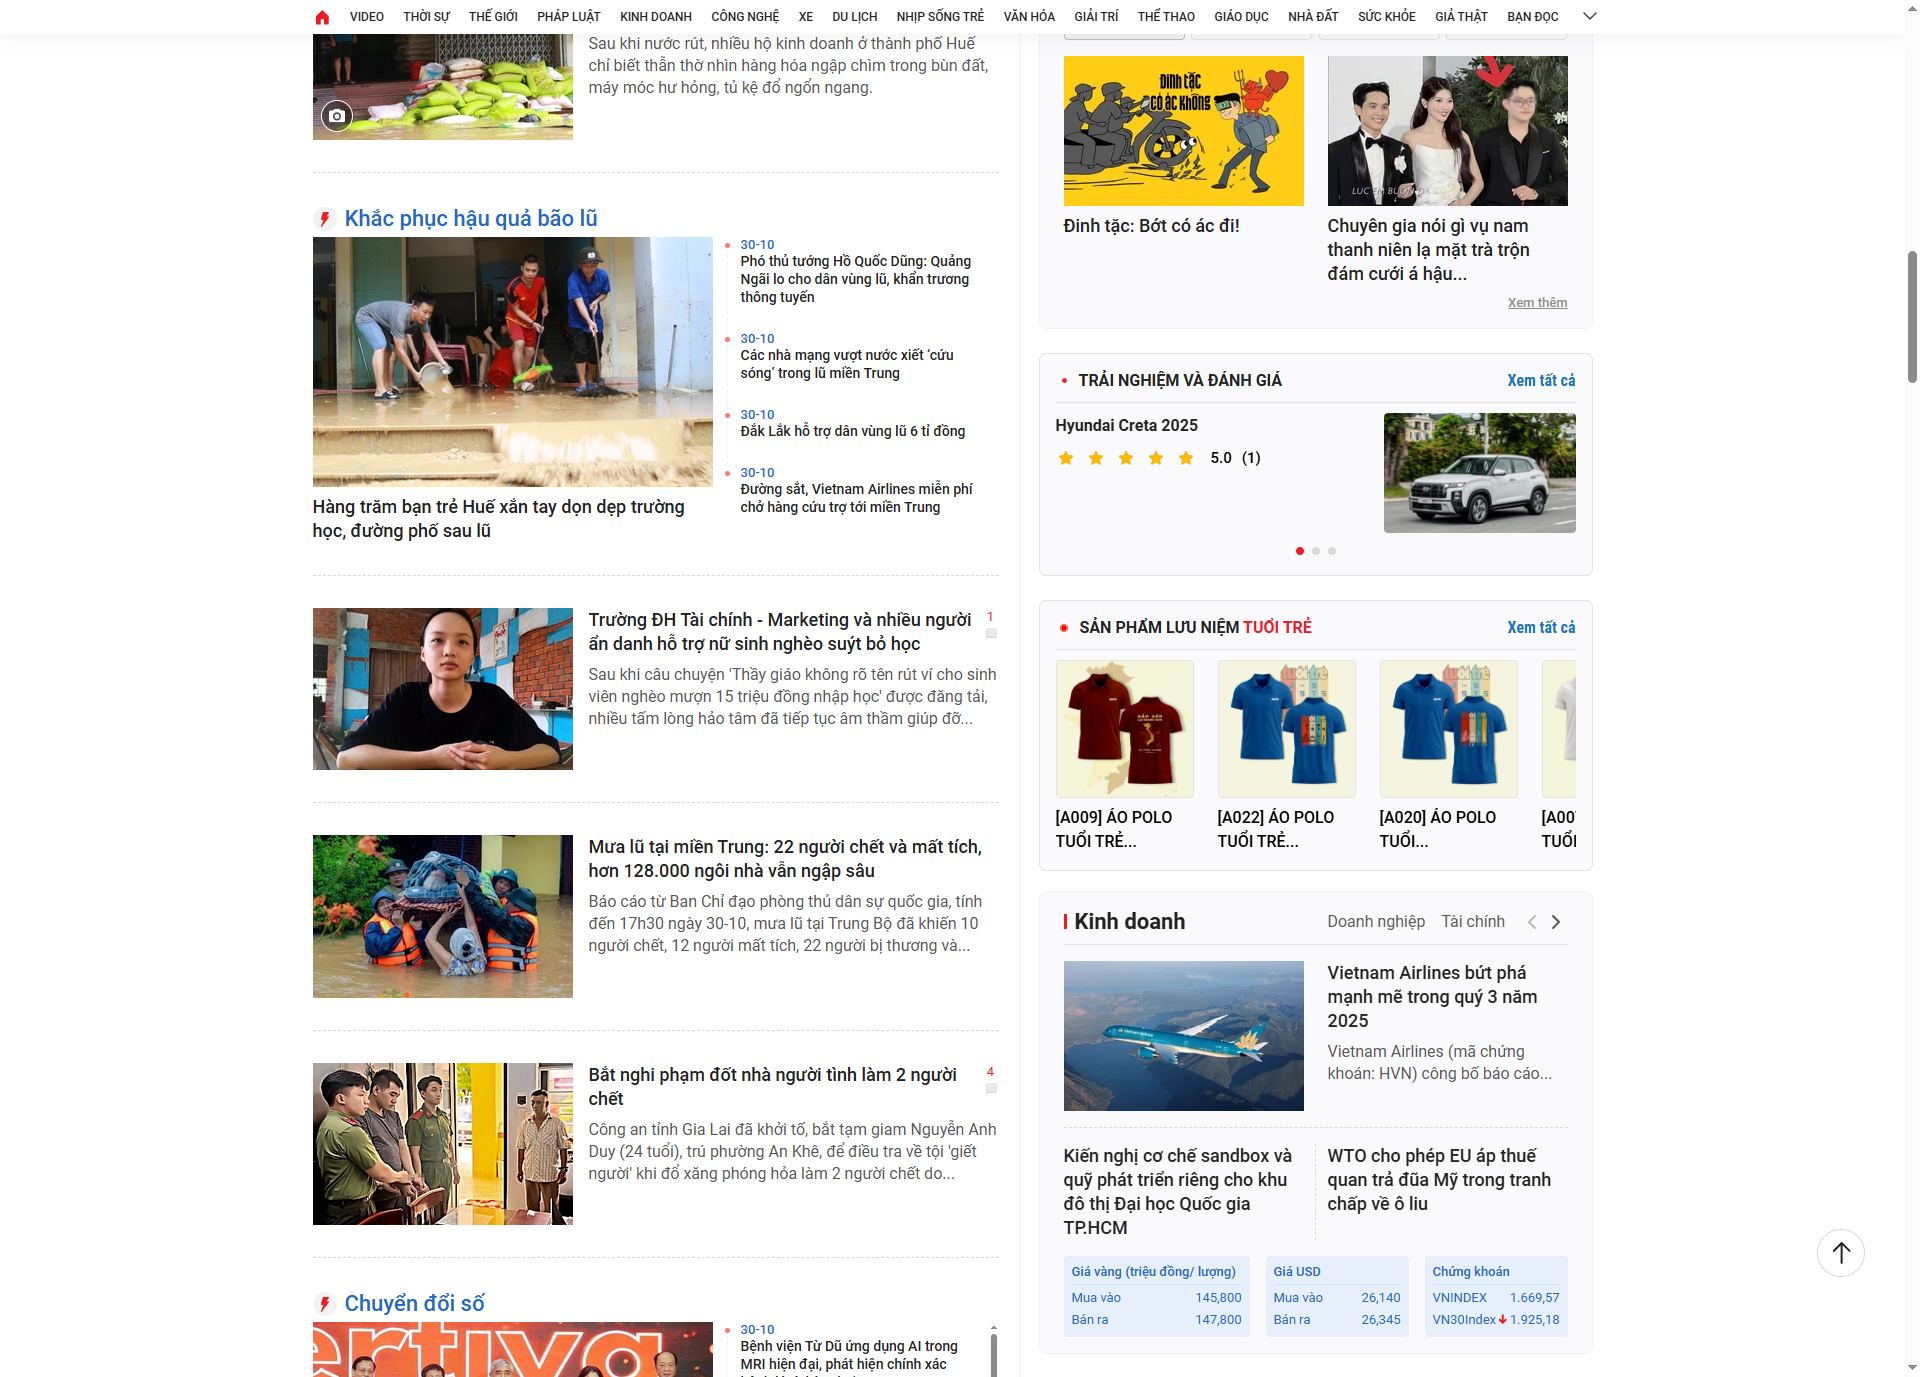 VIDEO THỜI SỰ THẾ GIỚI PHÁP LUẬT KINH DOANH CÔNG NGHỆ XE DU LỊCH NHỊP SỐNG TRẺ VĂN HÓA GIẢI TRÍ THỂ THAO GIÁO DỤC NHÀ ĐẤT SỨC KHỎE GIẢ THẬT BẠN ĐỌC
Sau khi nước rút, nhiều hộ kinh doanh ở thành phố Huế
chỉ biết thẫn thờ nhìn hàng hóa ngập chìm trong bùn đất,
máy móc hư hỏng, tủ kệ đổ ngổn ngang.
Khắc phục hậu quả bão lũ
Hàng trăm bạn trẻ Huế xắn tay dọn dẹp trường
học, đường phố sau lũ
30-10
Phó thủ tướng Hồ Quốc Dũng: Quảng
Ngãi lo cho dân vùng lũ, khẩn trương
thông tuyến
30-10
Các nhà mạng vượt nước xiết ‘cứu
sóng’ trong lũ miền Trung
30-10
Đắk Lắk hỗ trợ dân vùng lũ 6 tỉ đồng
30-10
Đường sắt, Vietnam Airlines miễn phí
chở hàng cứu trợ tới miền Trung
Trường ĐH Tài chính - Marketing và nhiều người
ẩn danh hỗ trợ nữ sinh nghèo suýt bỏ học
1
Sau khi câu chuyện 'Thầy giáo không rõ tên rút ví cho sinh
viên nghèo mượn 15 triệu đồng nhập học' được đăng tải,
nhiều tấm lòng hảo tâm đã tiếp tục âm thầm giúp đỡ...
Mưa lũ tại miền Trung: 22 người chết và mất tích,
hơn 128.000 ngôi nhà vẫn ngập sâu
Báo cáo từ Ban Chỉ đạo phòng thủ dân sự quốc gia, tính
đến 17h30 ngày 30-10, mưa lũ tại Trung Bộ đã khiến 10
người chết, 12 người mất tích, 22 người bị thương và...
Bắt nghi phạm đốt nhà người tình làm 2 người
chết
4
Công an tỉnh Gia Lai đã khởi tố, bắt tạm giam Nguyễn Anh
Duy (24 tuổi), trú phường An Khê, để điều tra về tội 'giết
người' khi đổ xăng phóng hỏa làm 2 người chết do...
Chuyển đổi số
ertiva
30-10
Bệnh viện Từ Dũ ứng dụng AI trong
MRI hiện đại, phát hiện chính xác
Đinh tặc
có ác không
Đinh tặc: Bớt có ác đi!
Chuyên gia nói gì vụ nam
thanh niên lạ mặt trà trộn
đám cưới á hậu...
Xem thêm
TRẢI NGHIỆM VÀ ĐÁNH GIÁ
Xem tất cả
Hyundai Creta 2025
5.0 (1)
SẢN PHẨM LƯU NIỆM TUỔI TRẺ
Xem tất cả
[A009] ÁO POLO
TUỔI TRẺ...
[A022] ÁO POLO
TUỔI TRẺ...
[A020] ÁO POLO
TUỔI...
[A00
TUỔI
Kinh doanh
Doanh nghiệp Tài chính
Vietnam Airlines bứt phá
mạnh mẽ trong quý 3 năm
2025
Vietnam Airlines (mã chứng
khoán: HVN) công bố báo cáo...
Kiến nghị cơ chế sandbox và
quỹ phát triển riêng cho khu
đô thị Đại học Quốc gia
TP.HCM
WTO cho phép EU áp thuế
quan trả đũa Mỹ trong tranh
chấp về ô liu
Giá vàng (triệu đồng/ lượng)
Mua vào 145,800
Bán ra 147,800
Giá USD
Mua vào 26,140
Bán ra 26,345
Chứng khoán
VNINDEX 1.669,57
VN30Index 1.925,18